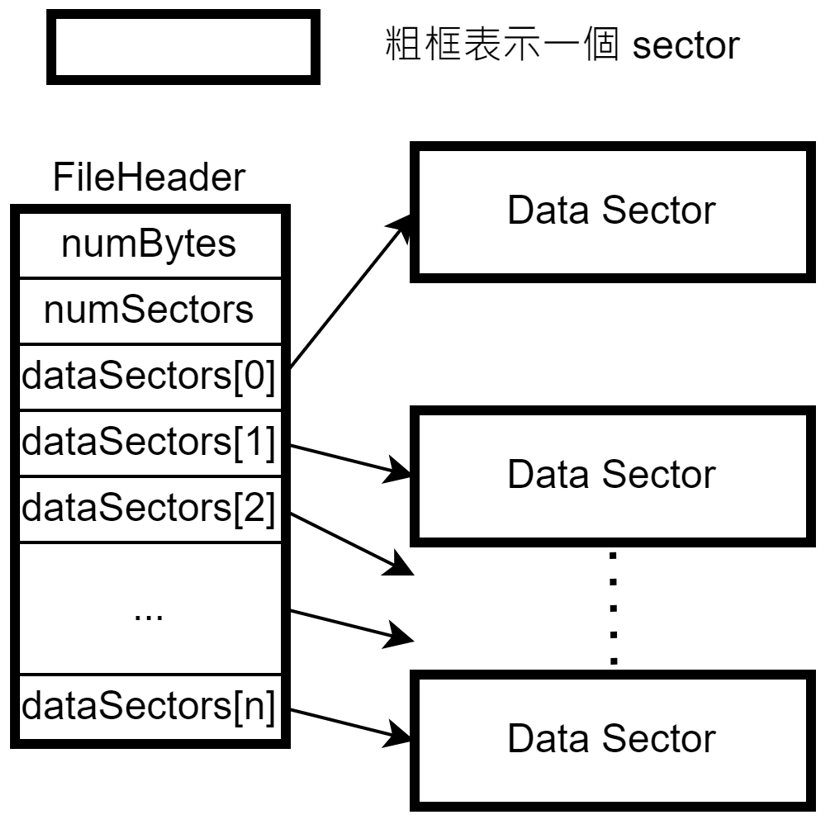 粗框表示一個 sector
FileHeader
numBytes
numSectors
dataSectors[0]
dataSectors[1]
dataSectors[2]
...
dataSectors[n]
Data Sector
Data Sector
Data Sector